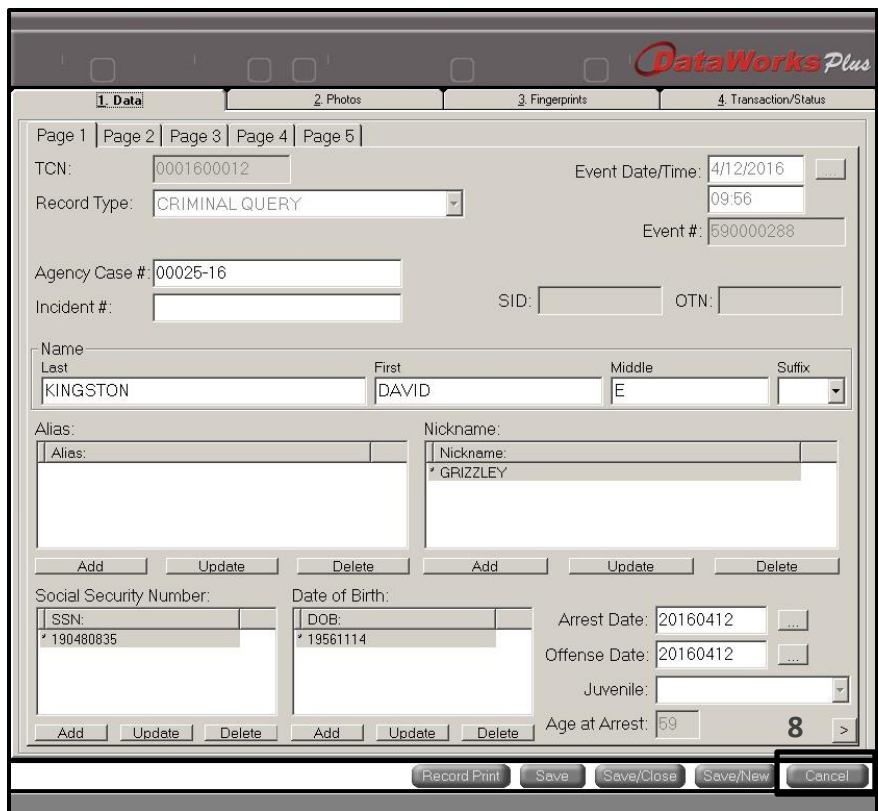 DataWorks Plus
1. Data 2. Photos 3. Fingerprints 4. Transaction/Status
Page 1 Page 2 Page 3 Page 4 Page 5
TCN: 0001600012 Event Date/Time: 4/12/2016 ...
Record Type: CRIMINAL QUERY 09:56
Event #: 590000288
Agency Case #: 00025-16
Incident #: SID: OTN:
Name
Last First Middle Suffix
KINGSTON DAVID E
Alias: Nickname:
Alias: Nickname:
* GRIZZLEY
Add Update Delete Add Update Delete
Social Security Number: Date of Birth:
SSN: DOB: Arrest Date: 20160412 ...
* 190480835 * 19561114
Offense Date: 20160412 ...
Juvenile:
Add Update Delete Add Update Delete Age at Arrest: 59 8 >
Record Print Save Save/Close Save/New Cancel